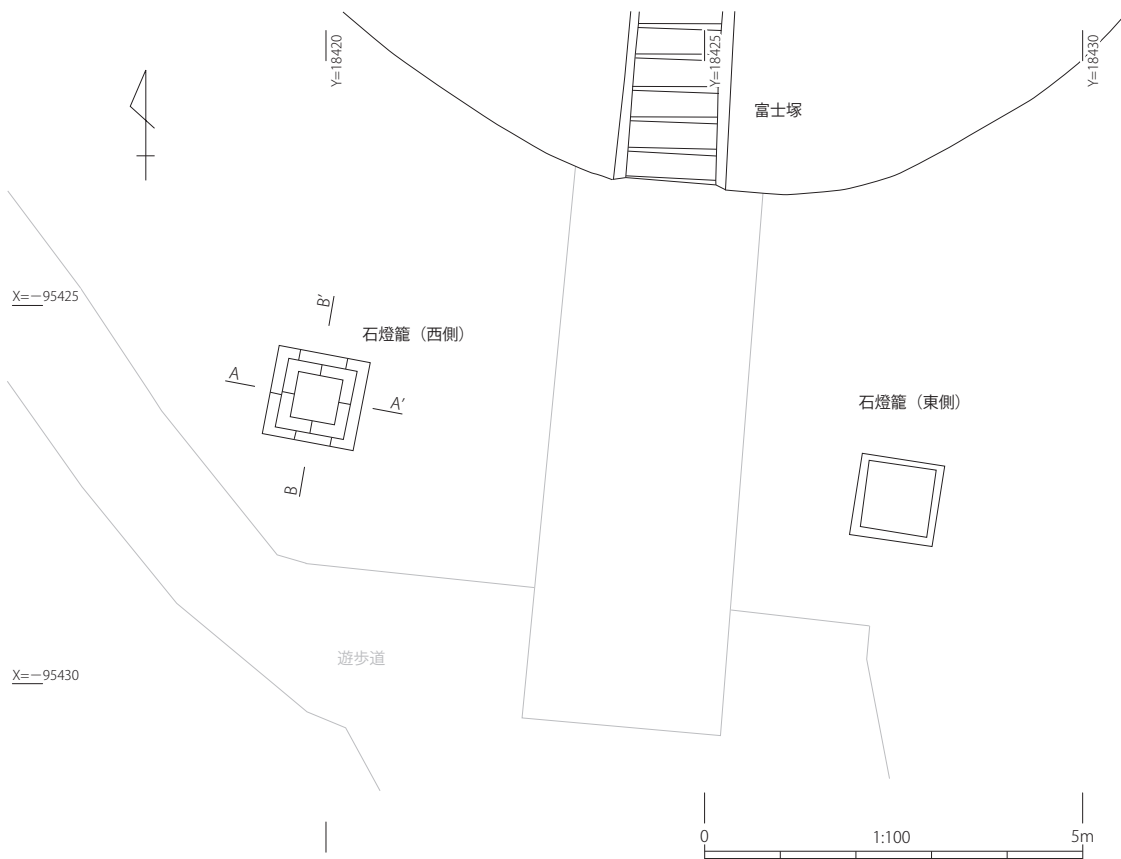 Y=18420
Y=18425
Y=18430
富士塚
X=−95425
B′
石燈籠（西側）
A
A′
石燈籠（東側）
B
遊歩道
X=−95430
0
1:100
5m